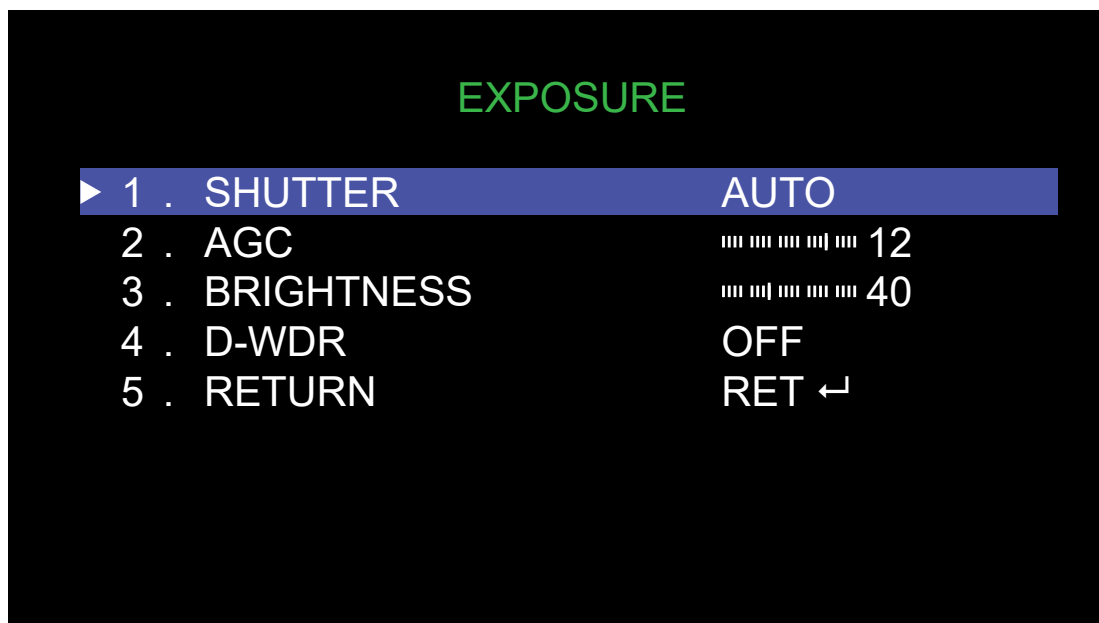 EXPOSURE
1 . SHUTTER AUTO
2 . AGC 12
3 . BRIGHTNESS 40
4 . D-WDR OFF
5 . RETURN RET ↵